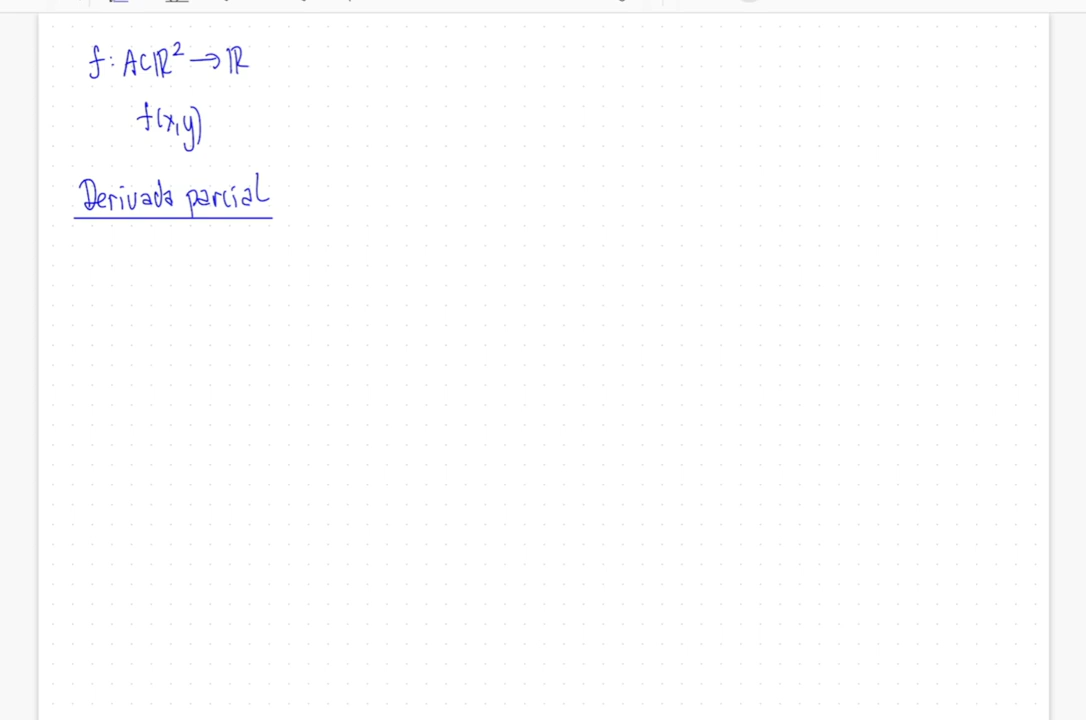 f: A⊂ℝ² → ℝ
f(x,y)
Derivada parcial